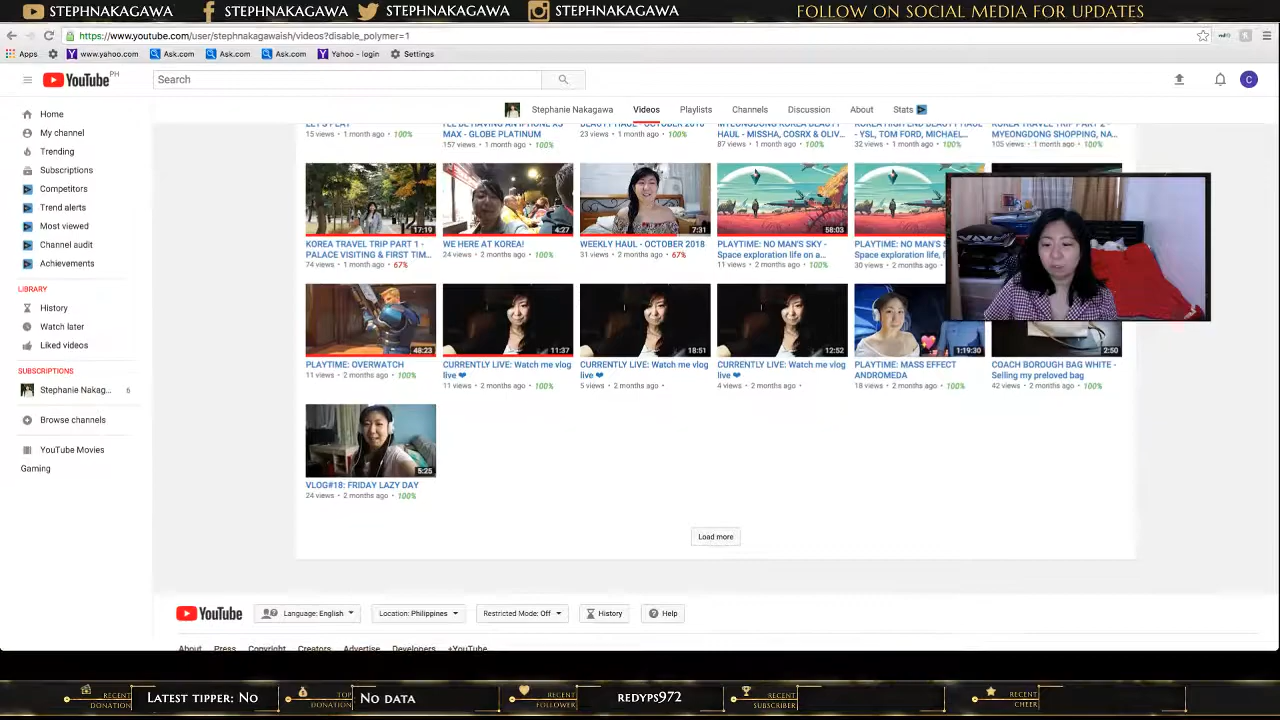 STEPHNAKAGAWA STEPHNAKAGAWA STEPHNAKAGAWA STEPHNAKAGAWA FOLLOW ON SOCIAL MEDIA FOR UPDATES
https://www.youtube.com/user/stephnakagawaish/videos?disable_polymer=1
Apps www.yahoo.com Ask.com Ask.com Ask.com Yahoo - login Settings
YouTube PH Search C
Stephanie Nakagawa Videos Playlists Channels Discussion About Stats
Home
My channel
Trending
Subscriptions
Competitors
Trend alerts
Most viewed
Channel audit
Achievements
LIBRARY
History
Watch later
Liked videos
SUBSCRIPTIONS
Stephanie Nakag... 6
Browse channels
YouTube Movies
Gaming
MAX - GLOBE PLATINUM HAUL - MISSHA, COSRX & OLIV... - YSL, TOM FORD, MICHAEL... MYEONGDONG SHOPPING, NA...
15 views • 1 month ago • 100% 157 views • 1 month ago • 100% 23 views • 1 month ago • 100% 87 views • 1 month ago • 100% 32 views • 1 month ago • 100% 105 views • 1 month ago • 100%
17:19 4:27 7:31 58:03
KOREA TRAVEL TRIP PART 1 - WE HERE AT KOREA! WEEKLY HAUL - OCTOBER 2018 PLAYTIME: NO MAN'S SKY - PLAYTIME: NO MAN'S
PALACE VISITING & FIRST TIM... 24 views • 1 month ago • 100% 31 views • 2 months ago • 67% Space exploration life on a... Space exploration life,
74 views • 1 month ago • 67% 11 views • 2 months ago • 100% 30 views • 2 months ago •
48:23 11:37 18:51 12:52 1:19:30 2:50
PLAYTIME: OVERWATCH CURRENTLY LIVE: Watch me vlog CURRENTLY LIVE: Watch me vlog CURRENTLY LIVE: Watch me vlog PLAYTIME: MASS EFFECT COACH BOROUGH BAG WHITE -
11 views • 2 months ago • 100% live ❤ live ❤ live ❤ ANDROMEDA Selling my preloved bag
11 views • 2 months ago • 100% 5 views • 2 months ago • 4 views • 2 months ago • 18 views • 2 months ago • 100% 42 views • 2 months ago • 100%
5:25
VLOG#18: FRIDAY LAZY DAY
24 views • 2 months ago • 100%
Load more
YouTube Language: English Location: Philippines Restricted Mode: Off History Help
About Press Copyright Creators Advertise Developers +YouTube
RECENT DONATION LATEST TIPPER: NO TOP DONATION NO DATA RECENT FOLLOWER REDYPS972 RECENT SUBSCRIBER RECENT CHEER